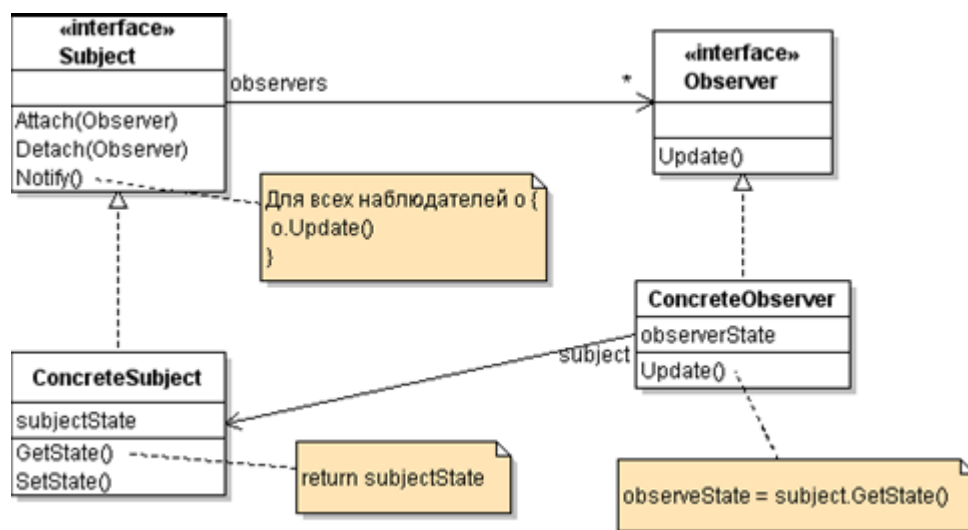 «interface»
Subject
Attach(Observer)
Detach(Observer)
Notify()
observers
*
«interface»
Observer
Update()
Для всех наблюдателей o {
o.Update()
}
ConcreteObserver
observerState
Update()
subject
ConcreteSubject
subjectState
GetState()
SetState()
return subjectState
observeState = subject.GetState()